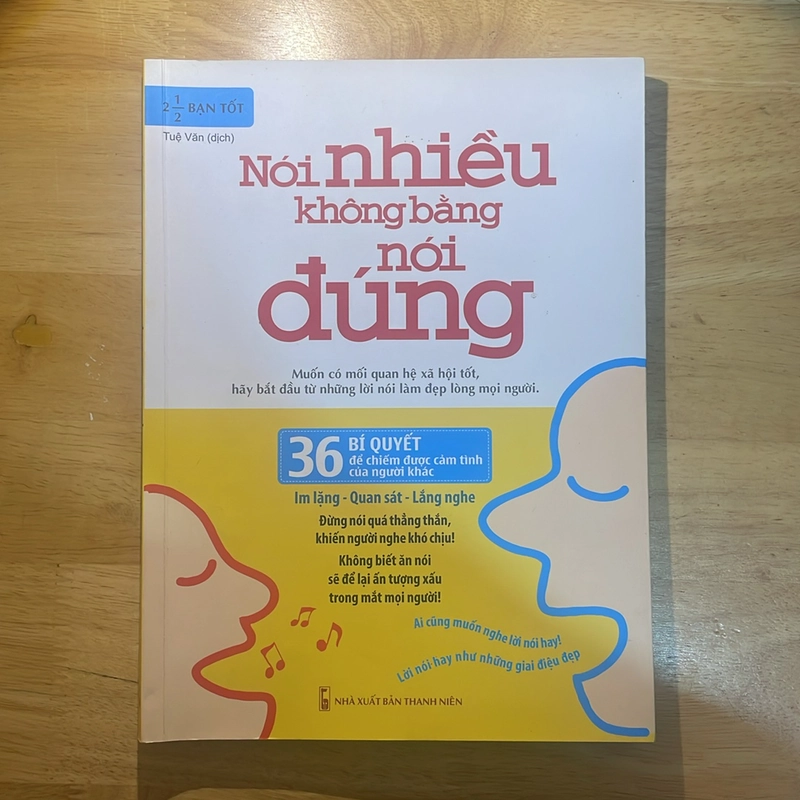 2 1/2 BẠN TỐT
Tuệ Văn (dịch)
Nói nhiều
không bằng
nói
đúng
Muốn có mối quan hệ xã hội tốt,
hãy bắt đầu từ những lời nói làm đẹp lòng mọi người.
36 BÍ QUYẾT
để chiếm được cảm tình
của người khác
Im lặng - Quan sát - Lắng nghe
Đừng nói quá thẳng thắn,
khiến người nghe khó chịu!
Không biết ăn nói
sẽ để lại ấn tượng xấu
trong mắt mọi người!
Ai cũng muốn nghe lời nói hay!
Lời nói hay như những giai điệu đẹp
NHÀ XUẤT BẢN THANH NIÊN